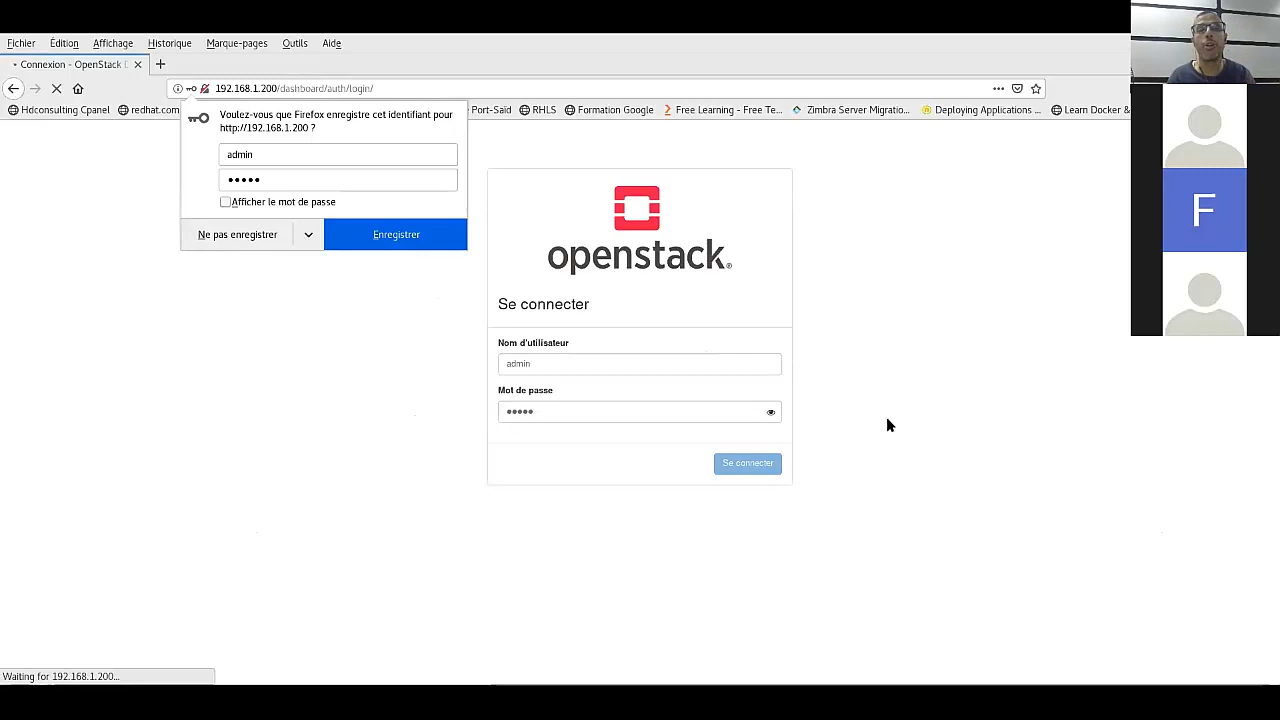 Fichier Édition Affichage Historique Marque-pages Outils Aide
Connexion - OpenStack
192.168.1.200/dashboard/auth/login/
Hdconsulting Cpanel redhat.com Port-Saïd RHLS Formation Google Free Learning - Free Te... Zimbra Server Migratio... Deploying Applications ... Learn Docker &
Voulez-vous que Firefox enregistre cet identifiant pour
http://192.168.1.200 ?
admin
•••••
Afficher le mot de passe
Ne pas enregistrer Enregistrer
openstack.
Se connecter
Nom d'utilisateur
admin
Mot de passe
•••••
Se connecter
F
Waiting for 192.168.1.200...